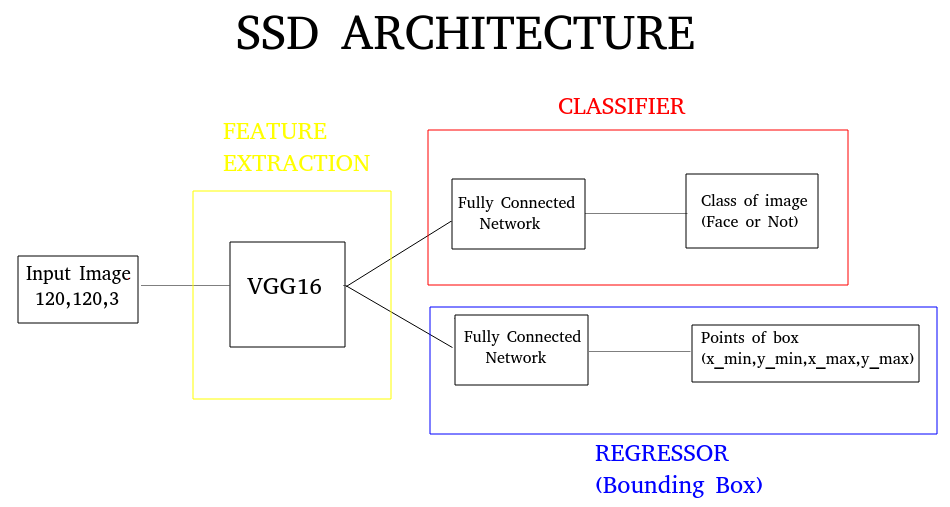 SSD ARCHITECTURE
CLASSIFIER
FEATURE
EXTRACTION
Fully Connected
Network
Class of image
(Face or Not)
Input Image
120,120,3
VGG16
Fully Connected
Network
Points of box
(x_min,y_min,x_max,y_max)
REGRESSOR
(Bounding Box)